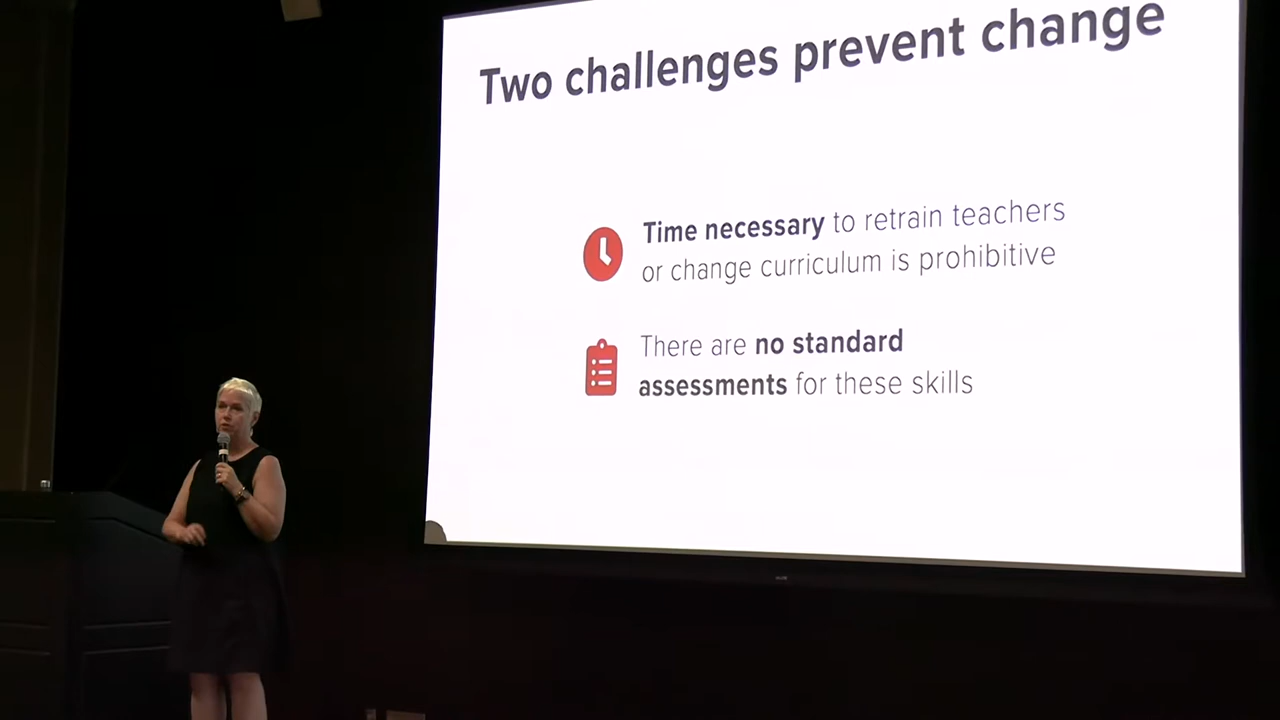 Two challenges prevent change
Time necessary to retrain teachers
or change curriculum is prohibitive
There are no standard
assessments for these skills